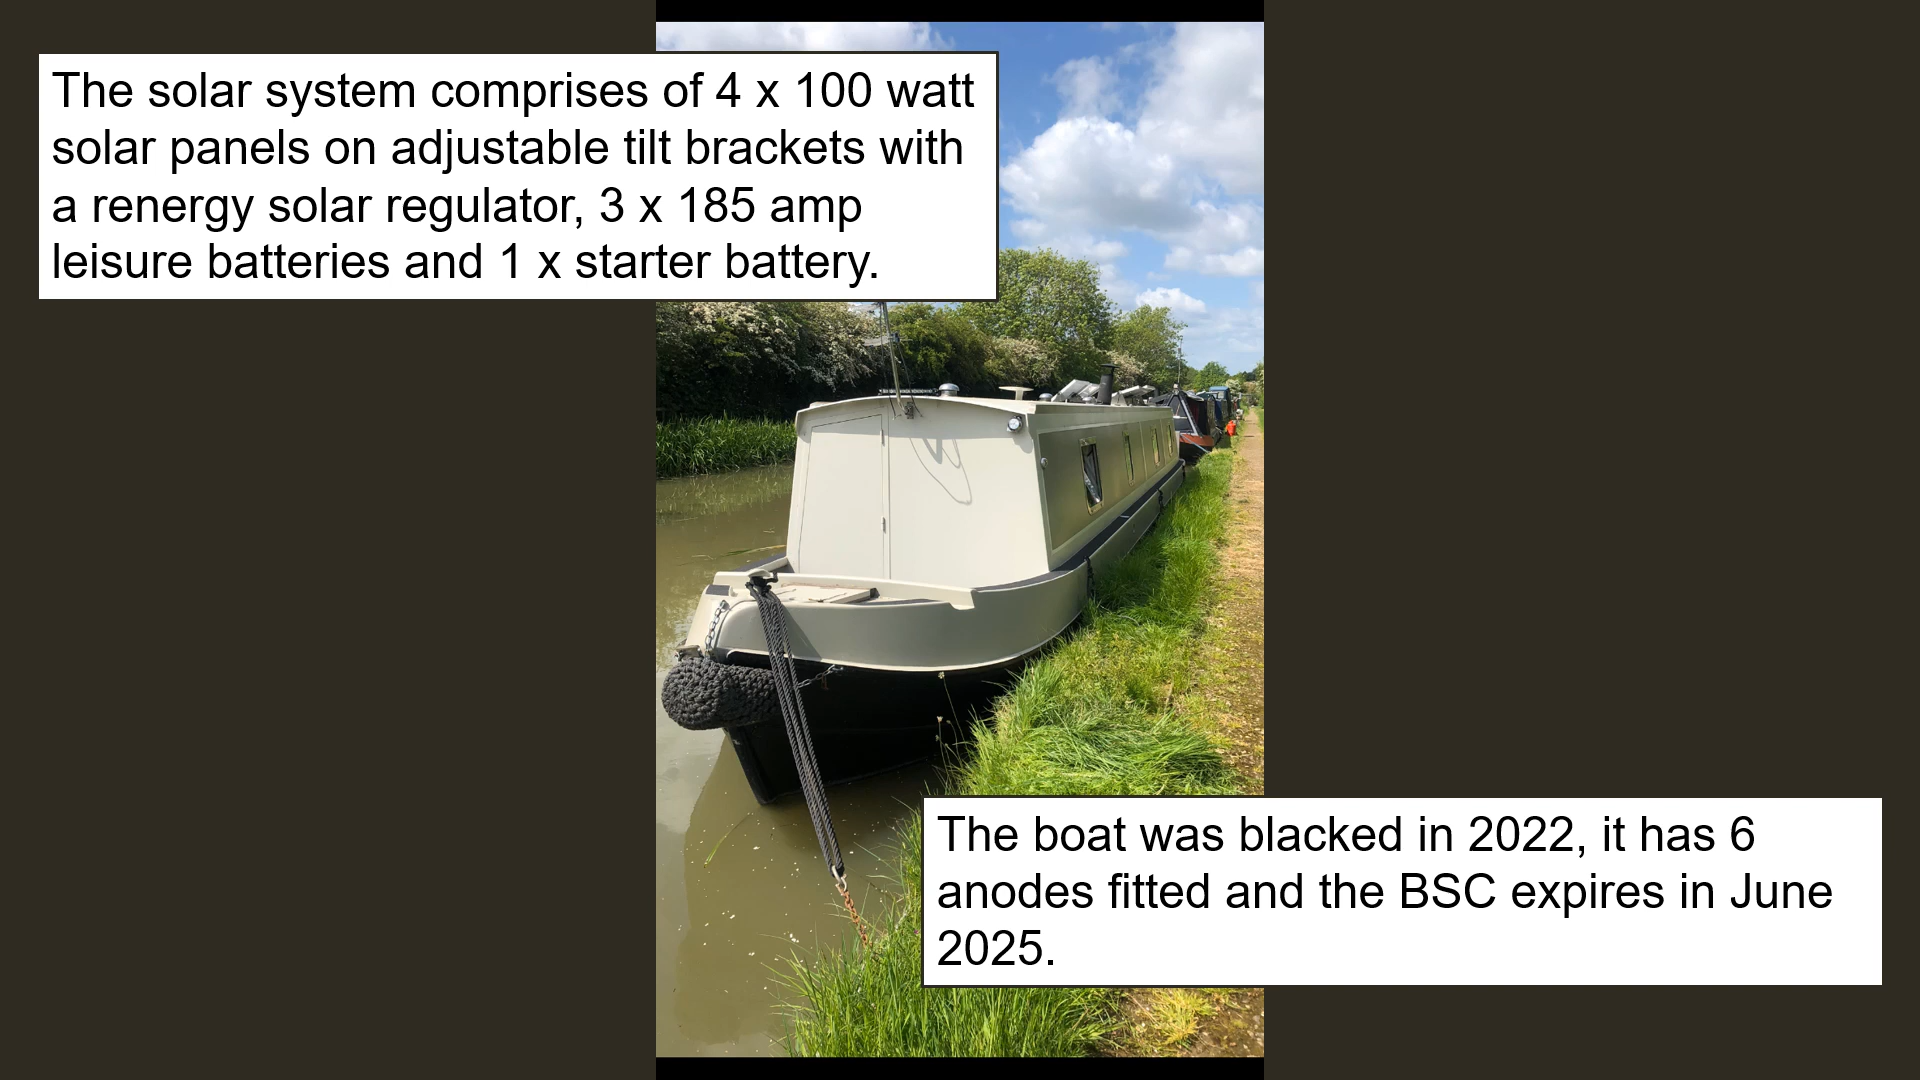 The solar system comprises of 4 x 100 watt
solar panels on adjustable tilt brackets with
a renergy solar regulator, 3 x 185 amp
leisure batteries and 1 x starter battery.
The boat was blacked in 2022, it has 6
anodes fitted and the BSC expires in June
2025.